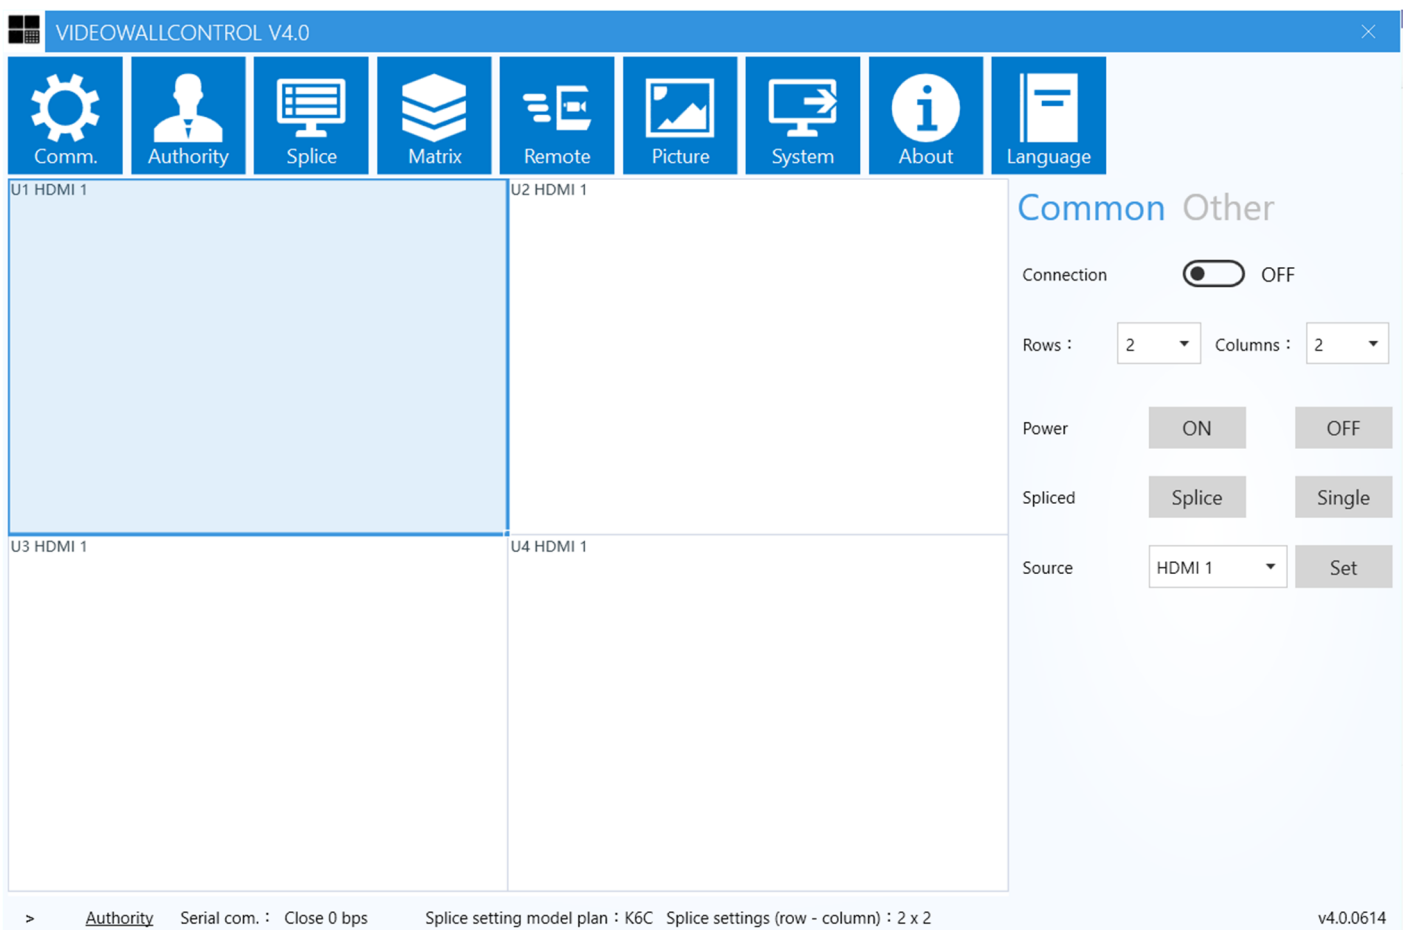 VIDEOWALLCONTROL V4.0
Comm. Authority Splice Matrix Remote Picture System About Language
U1 HDMI 1 U2 HDMI 1
Common Other
Connection OFF
Rows： 2 Columns： 2
Power ON OFF
Spliced Splice Single
U3 HDMI 1 U4 HDMI 1
Source HDMI 1 Set
> Authority Serial com.： Close 0 bps Splice setting model plan：K6C Splice settings (row - column)：2 x 2 v4.0.0614